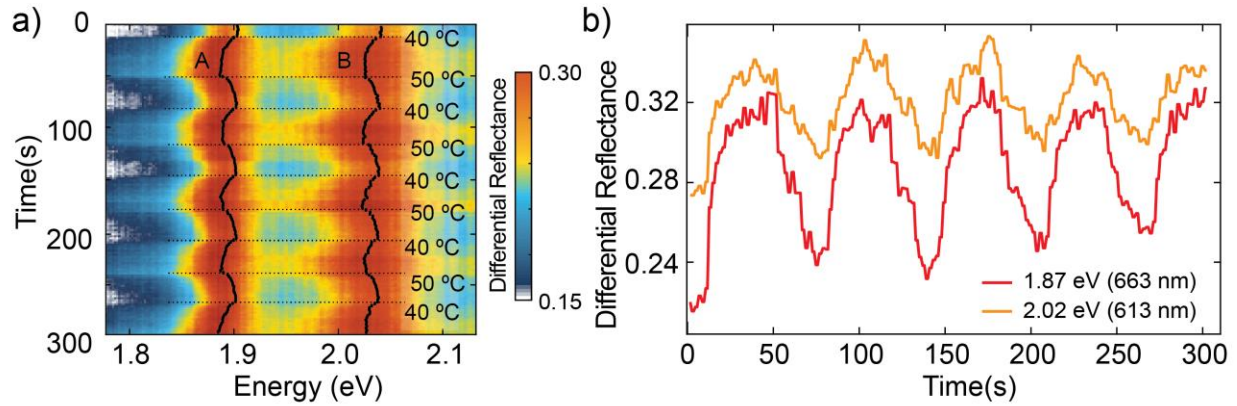 a)
0
100
200
300
Time(s)
A
B
40 ºC
50 ºC
40 ºC
50 ºC
40 ºC
50 ºC
40 ºC
50 ºC
40 ºC
1.8
1.9
2.0
2.1
Energy (eV)
0.30
0.15
Differential Reflectance
b)
0.32
0.28
0.24
Differential Reflectance
1.87 eV (663 nm)
2.02 eV (613 nm)
0
50
100
150
200
250
300
Time(s)